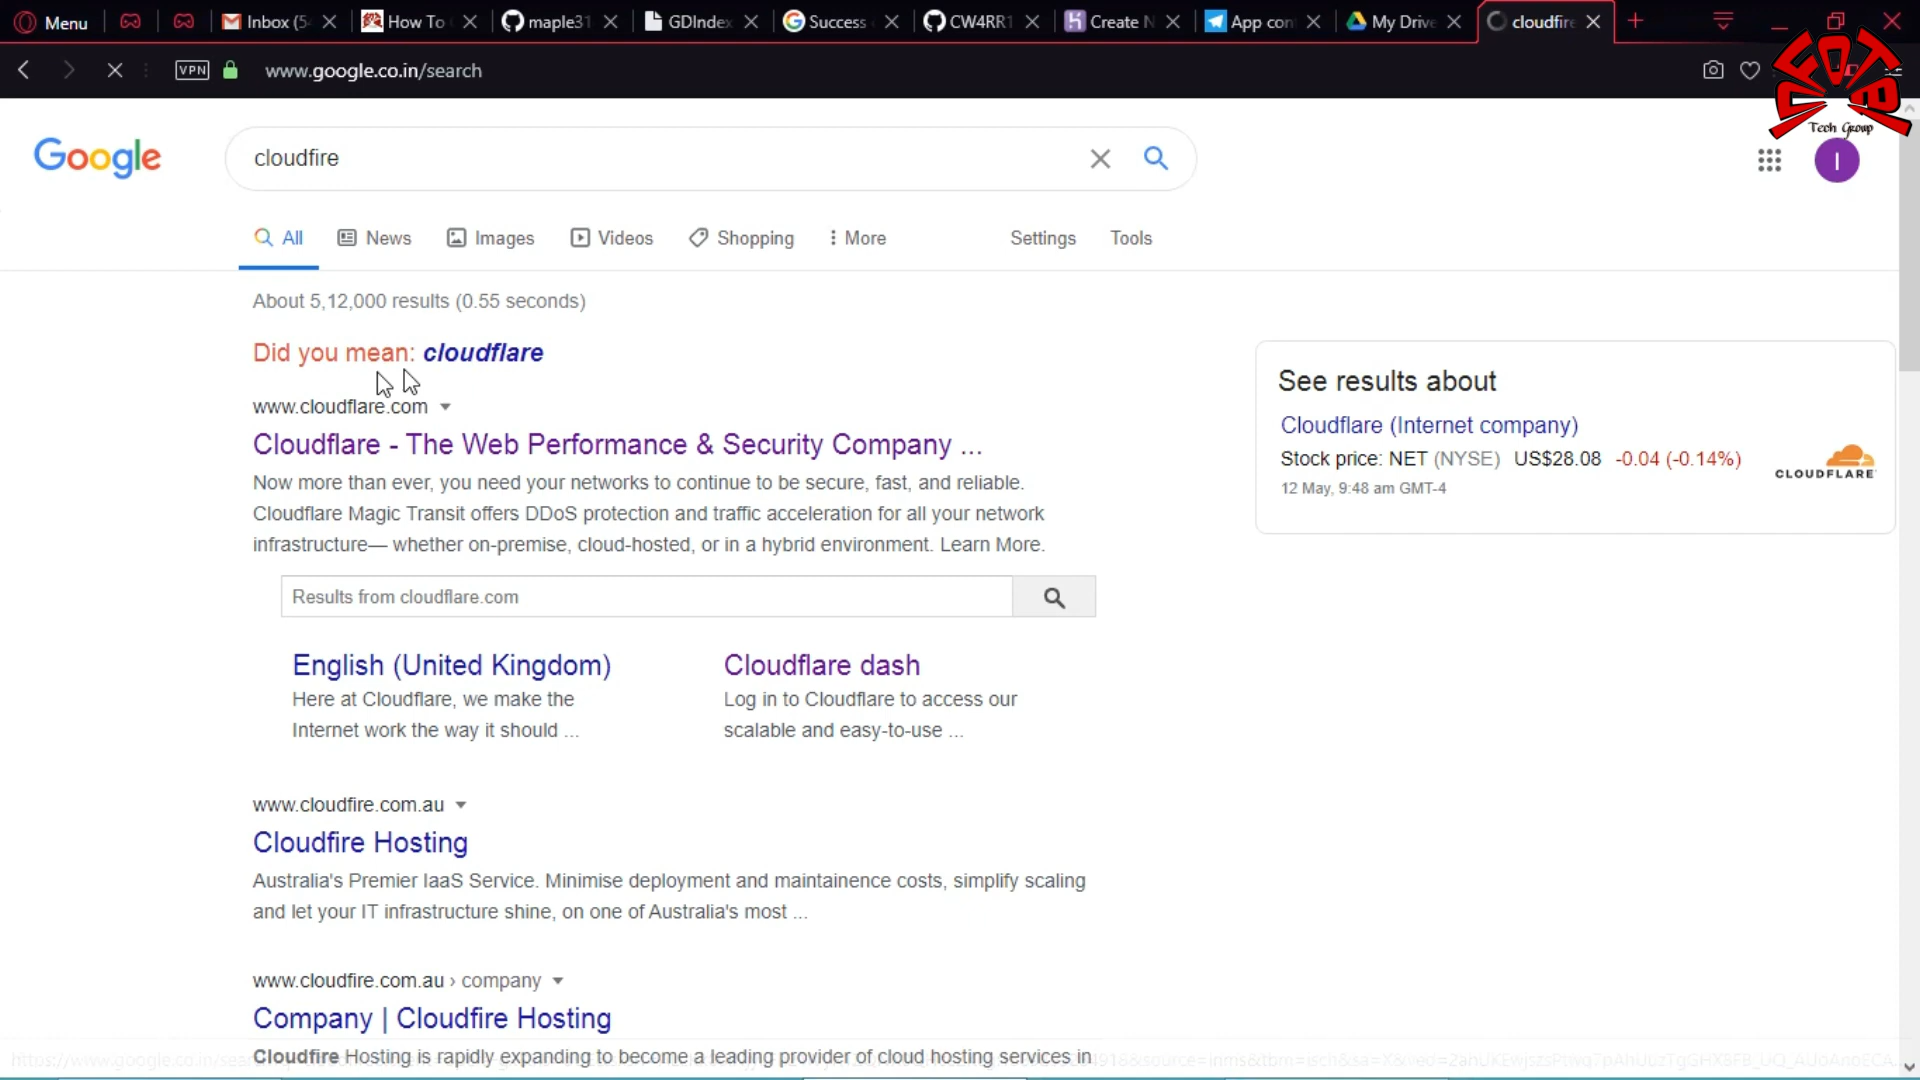 Menu
Inbox (5
How To
maple31
GDIndex
Success
CW4RR1
Create N
App con
My Drive
cloudfire
VPN
www.google.co.in/search
Tech Group
Google
cloudfire
I
All
News
Images
Videos
Shopping
More
Settings
Tools
About 5,12,000 results (0.55 seconds)
Did you mean: cloudflare
www.cloudflare.com
Cloudflare - The Web Performance & Security Company ...
Now more than ever, you need your networks to continue to be secure, fast, and reliable.
Cloudflare Magic Transit offers DDoS protection and traffic acceleration for all your network
infrastructure— whether on-premise, cloud-hosted, or in a hybrid environment. Learn More.
Results from cloudflare.com
English (United Kingdom)
Here at Cloudflare, we make the
Internet work the way it should ...
Cloudflare dash
Log in to Cloudflare to access our
scalable and easy-to-use ...
www.cloudfire.com.au
Cloudfire Hosting
Australia's Premier IaaS Service. Minimise deployment and maintainence costs, simplify scaling
and let your IT infrastructure shine, on one of Australia's most ...
www.cloudfire.com.au › company
Company | Cloudfire Hosting
Cloudfire Hosting is rapidly expanding to become a leading provider of cloud hosting services in
See results about
Cloudflare (Internet company)
Stock price: NET (NYSE) US$28.08 -0.04 (-0.14%)
12 May, 9:48 am GMT-4
CLOUDFLARE